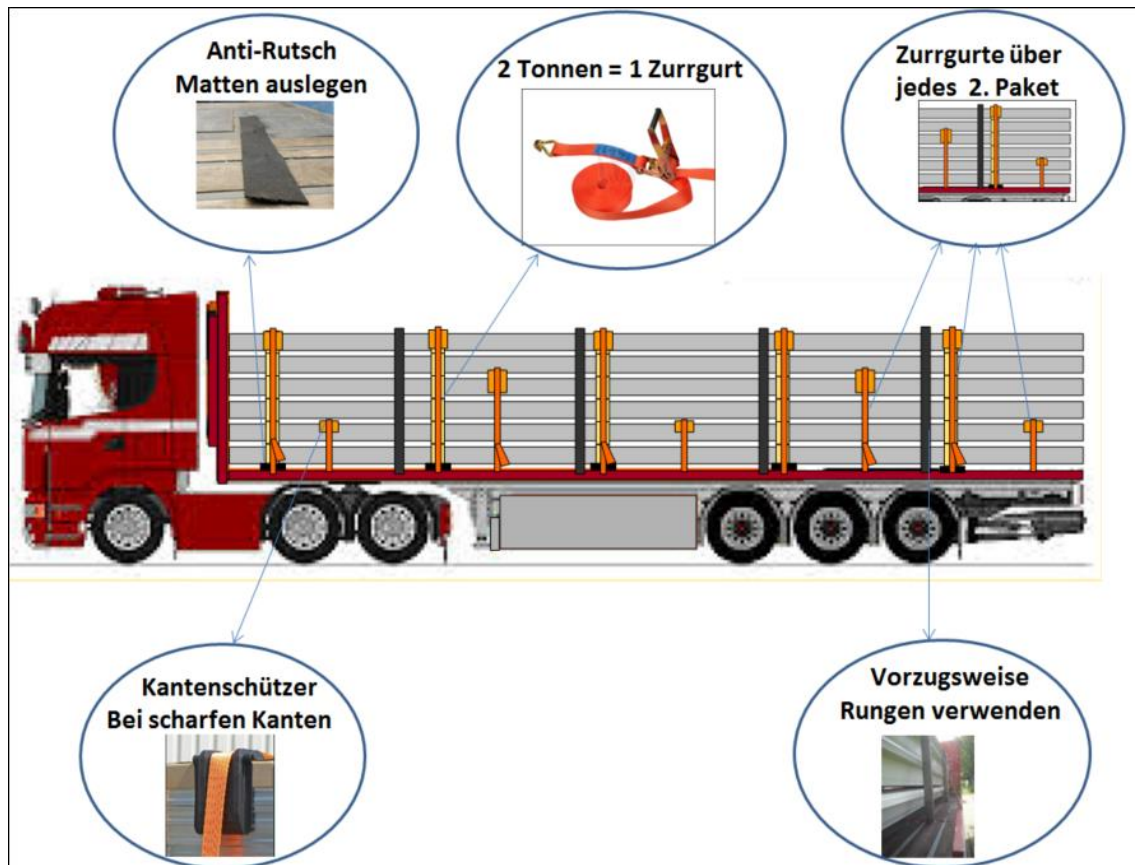 Anti-Rutsch
Matten auslegen
2 Tonnen = 1 Zurrgurt
Zurrgurte über
jedes 2. Paket
Kantenschützer
Bei scharfen Kanten
Vorzugsweise
Rungen verwenden